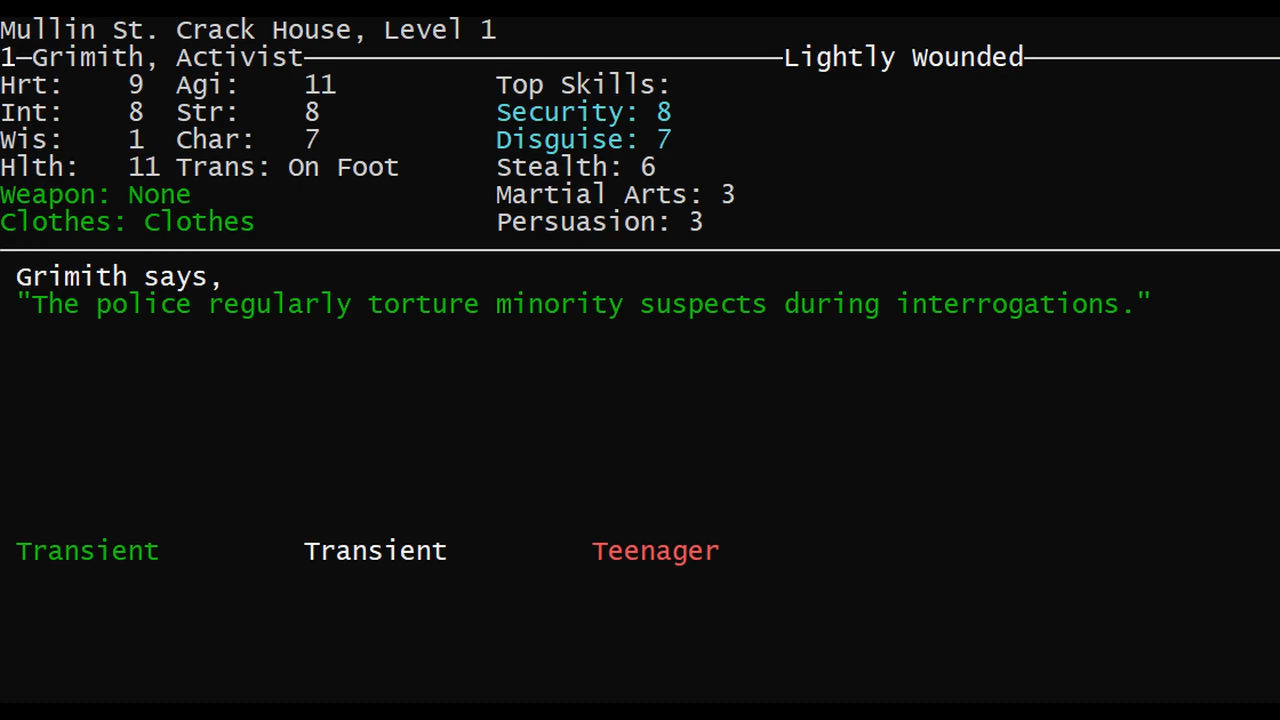 Mullin St. Crack House, Level 1
1─Grimith, Activist Lightly Wounded
Hrt: 9 Agi: 11 Top Skills:
Int: 8 Str: 8 Security: 8
Wis: 1 Char: 7 Disguise: 7
Hlth: 11 Trans: On Foot Stealth: 6
Weapon: None Martial Arts: 3
Clothes: Clothes Persuasion: 3
Grimith says,
"The police regularly torture minority suspects during interrogations."
Transient Transient Teenager